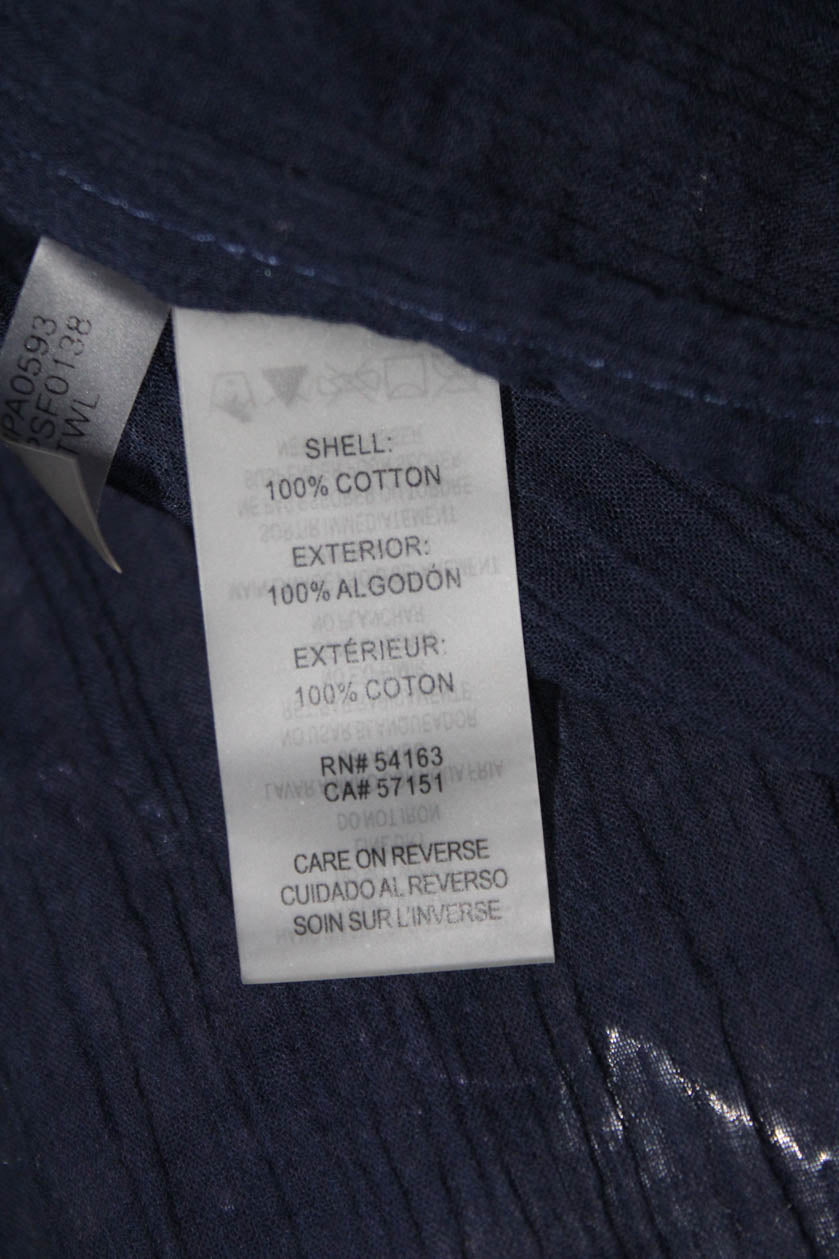 PA0593
SF0138
TWL
SHELL:
100% COTTON
EXTERIOR:
100% ALGODÓN
EXTÉRIEUR:
100% COTON
RN# 54163
CA# 57151
CARE ON REVERSE
CUIDADO AL REVERSO
SOIN SUR L'INVERSE